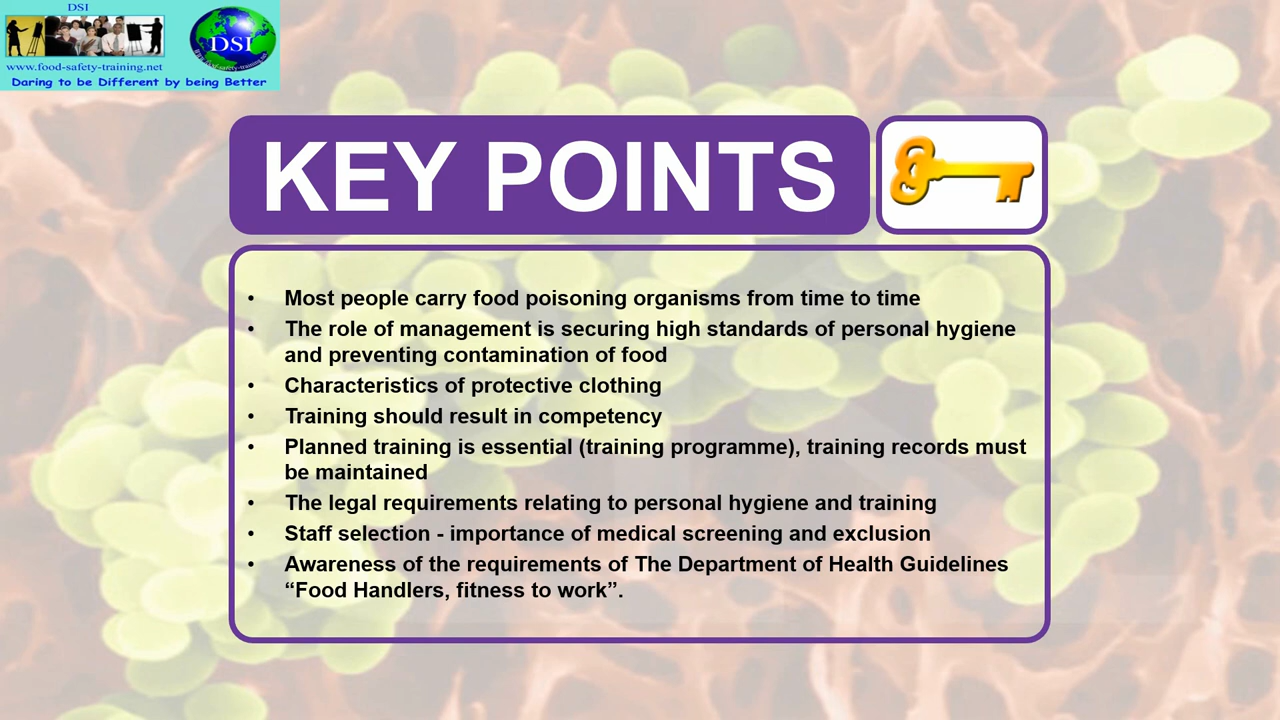 DSI
DSI
www.food-safety-training.net
Daring to be Different by being Better
KEY POINTS
• Most people carry food poisoning organisms from time to time
• The role of management is securing high standards of personal hygiene
and preventing contamination of food
• Characteristics of protective clothing
• Training should result in competency
• Planned training is essential (training programme), training records must
be maintained
• The legal requirements relating to personal hygiene and training
• Staff selection - importance of medical screening and exclusion
• Awareness of the requirements of The Department of Health Guidelines
“Food Handlers, fitness to work”.